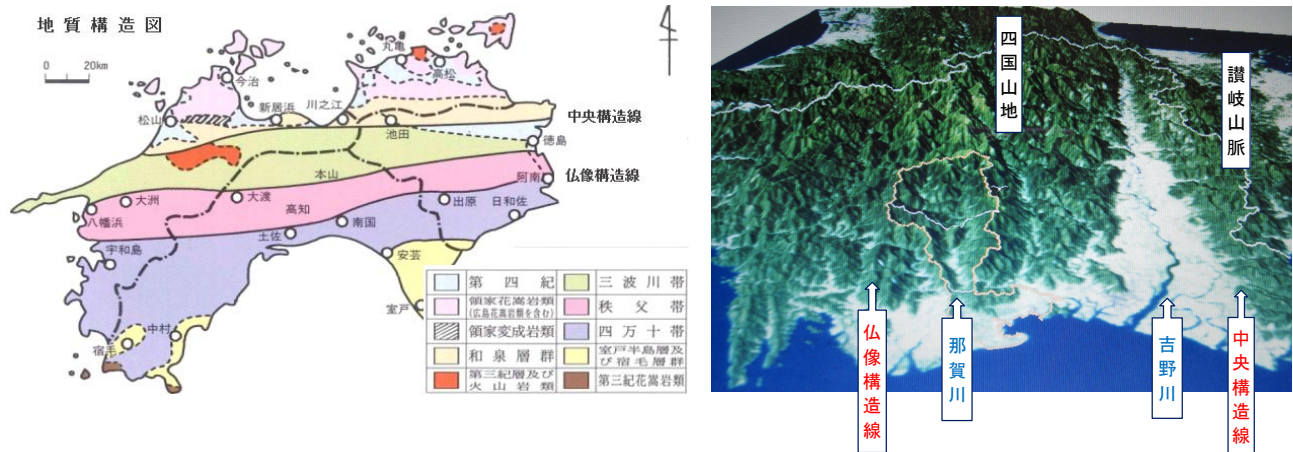 地質構造図
0 20km
丸亀
高松
今治
新居浜
川之江
松山
池田
中央構造線
徳島
本山
阿南
仏像構造線
大洲
大渡
八幡浜
高知
出原
日和佐
土佐
南国
宇和島
安芸
室戸
中村
宿毛
第四紀
三波川帯
領家花崗岩類
(広島花崗岩類を含む)
秩父帯
領家変成岩類
四万十帯
和泉層群
室戸半島層及
び宿毛層群
第三紀層及び
火山岩類
第三紀花崗岩類
四国山地
讃岐山脈
仏像構造線
那賀川
吉野川
中央構造線